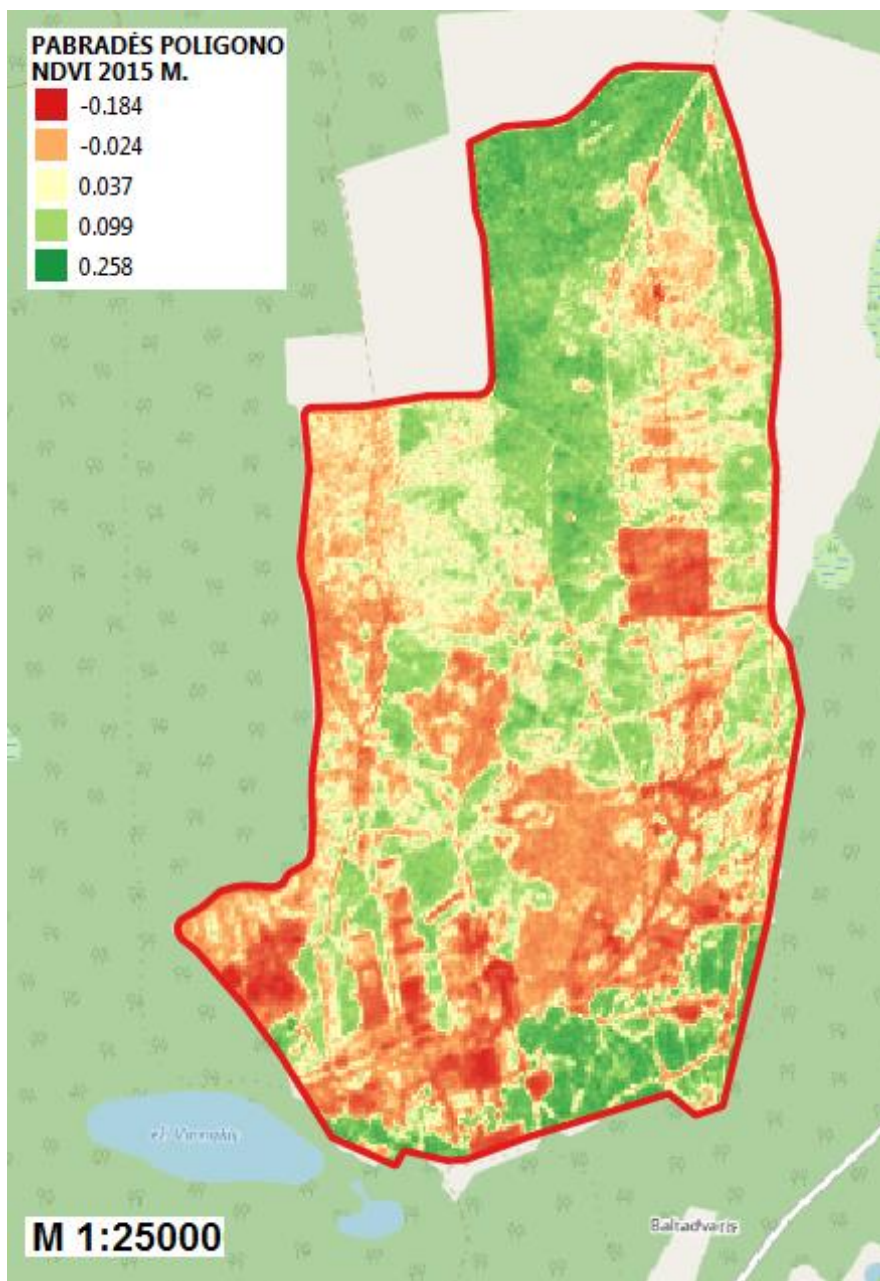 PABRADĖS POLIGONO
NDVI 2015 M.
-0.184
-0.024
0.037
0.099
0.258
Baltadvaris
M 1:25000